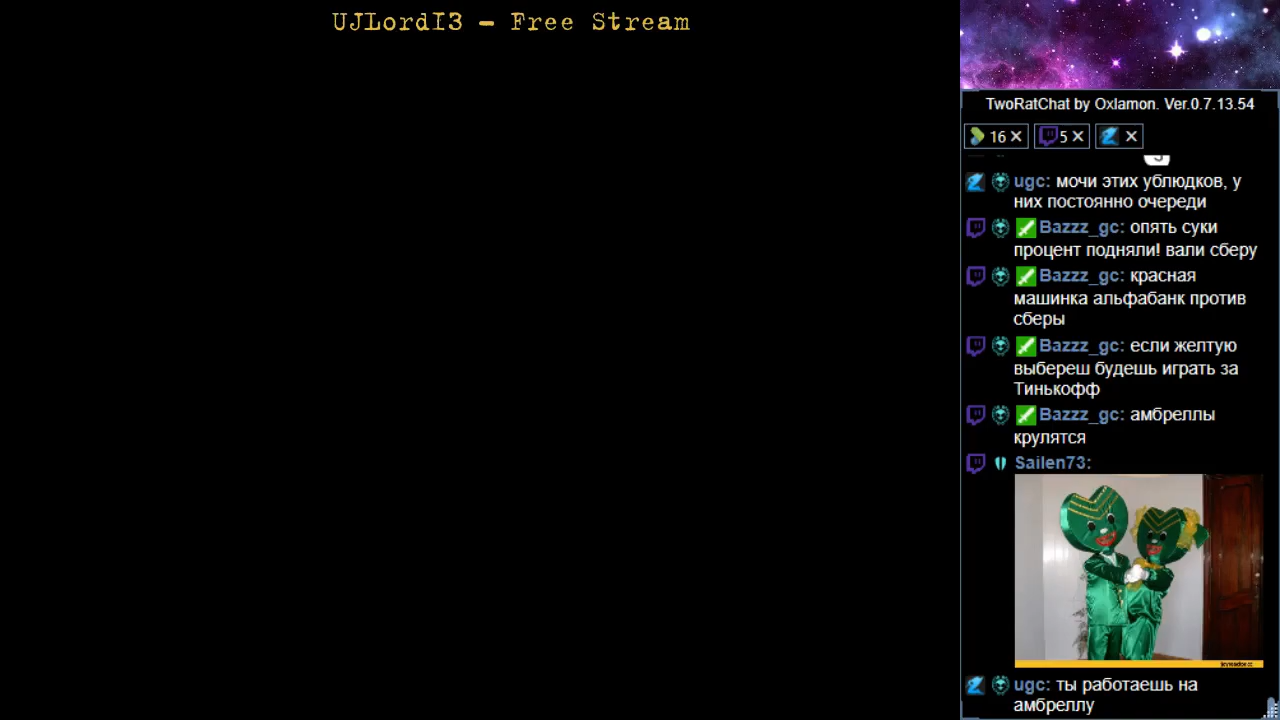 UJLordI3 - Free Stream
TwoRatChat by Oxlamon. Ver.0.7.13.54
16
5
ugc: мочи этих ублюдков, у
них постоянно очереди
Bazzz_gc: опять суки
процент подняли! вали сберу
Bazzz_gc: красная
машинка альфабанк против
сберы
Bazzz_gc: если желтую
выбереш будешь играть за
Тинькофф
Bazzz_gc: амбреллы
крулятся
Sailen73:
ugc: ты работаешь на
амбреллу